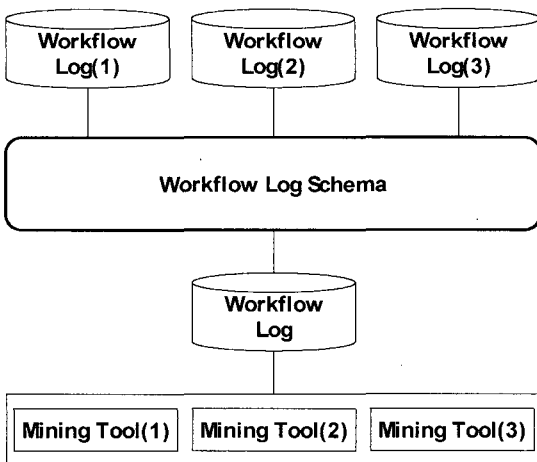 Workflow Log(1)
Workflow Log(2)
Workflow Log(3)
Workflow Log Schema
Workflow Log
Mining Tool(1)
Mining Tool(2)
Mining Tool(3)